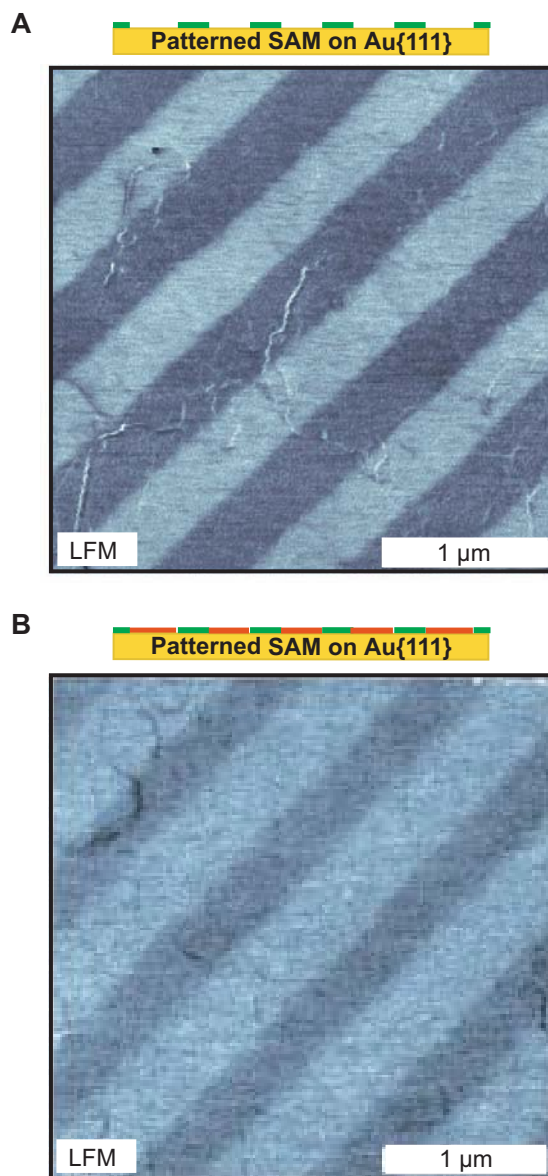 A
Patterned SAM on Au{111}
LFM
1 µm
B
Patterned SAM on Au{111}
LFM
1 µm